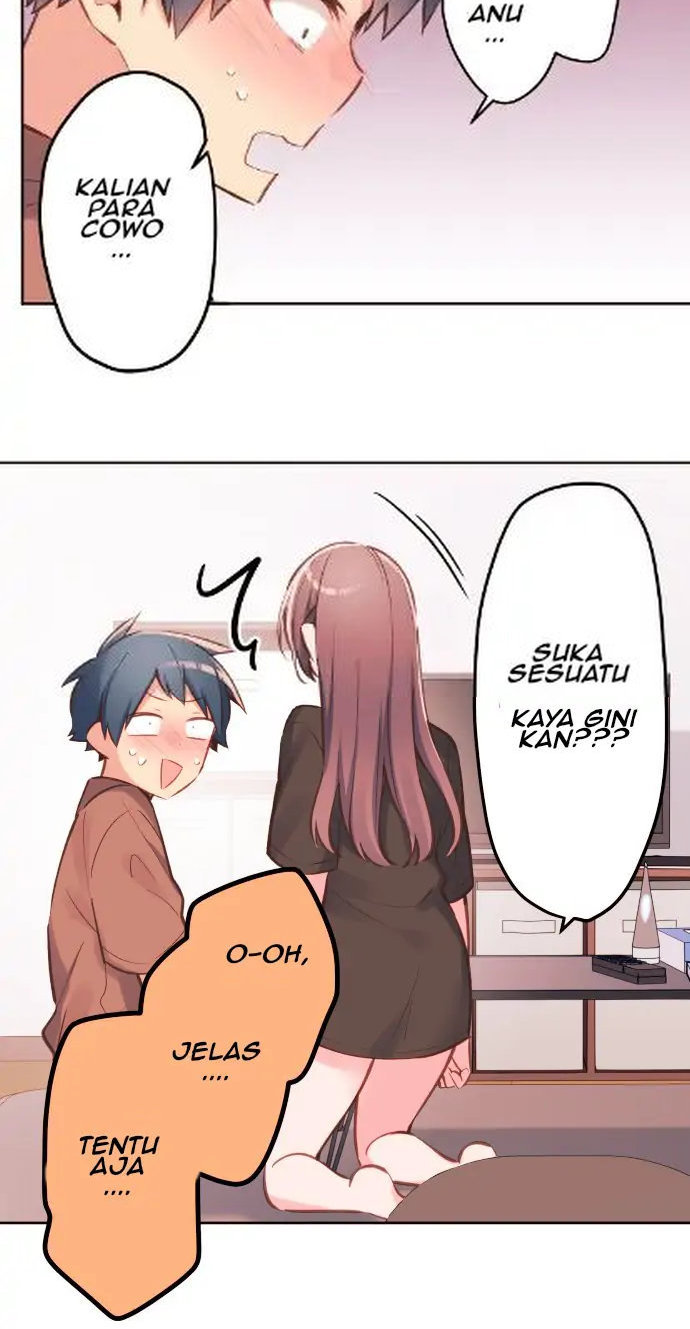 ANU
...
KALIAN
PARA
COWO
...
SUKA
SESUATU
KAYA GINI
KAN???
O-OH,
JELAS
....
TENTU
AJA
....